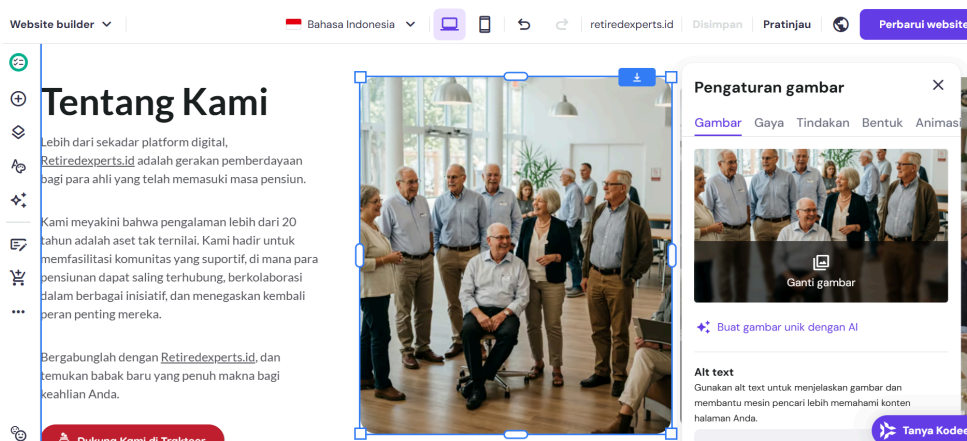 Website builder
Bahasa Indonesia
retiredexperts.id
Disimpan
Pratinjau
Perbarui website
Tentang Kami
Lebih dari sekadar platform digital,
Retiredexperts.id adalah gerakan pemberdayaan
bagi para ahli yang telah memasuki masa pensiun.
Kami meyakini bahwa pengalaman lebih dari 20
tahun adalah aset tak ternilai. Kami hadir untuk
memfasilitasi komunitas yang suportif, di mana para
pensiunan dapat saling terhubung, berkolaborasi
dalam berbagai inisiatif, dan menegaskan kembali
peran penting mereka.
Bergabunglah dengan Retiredexperts.id, dan
temukan babak baru yang penuh makna bagi
keahlian Anda.
Dukung Kami di Trakteer
Pengaturan gambar
Gambar Gaya Tindakan Bentuk Animasi
Ganti gambar
Buat gambar unik dengan AI
Alt text
Gunakan alt text untuk menjelaskan gambar dan
membantu mesin pencari lebih memahami konten
halaman Anda.
Tanya Kodee